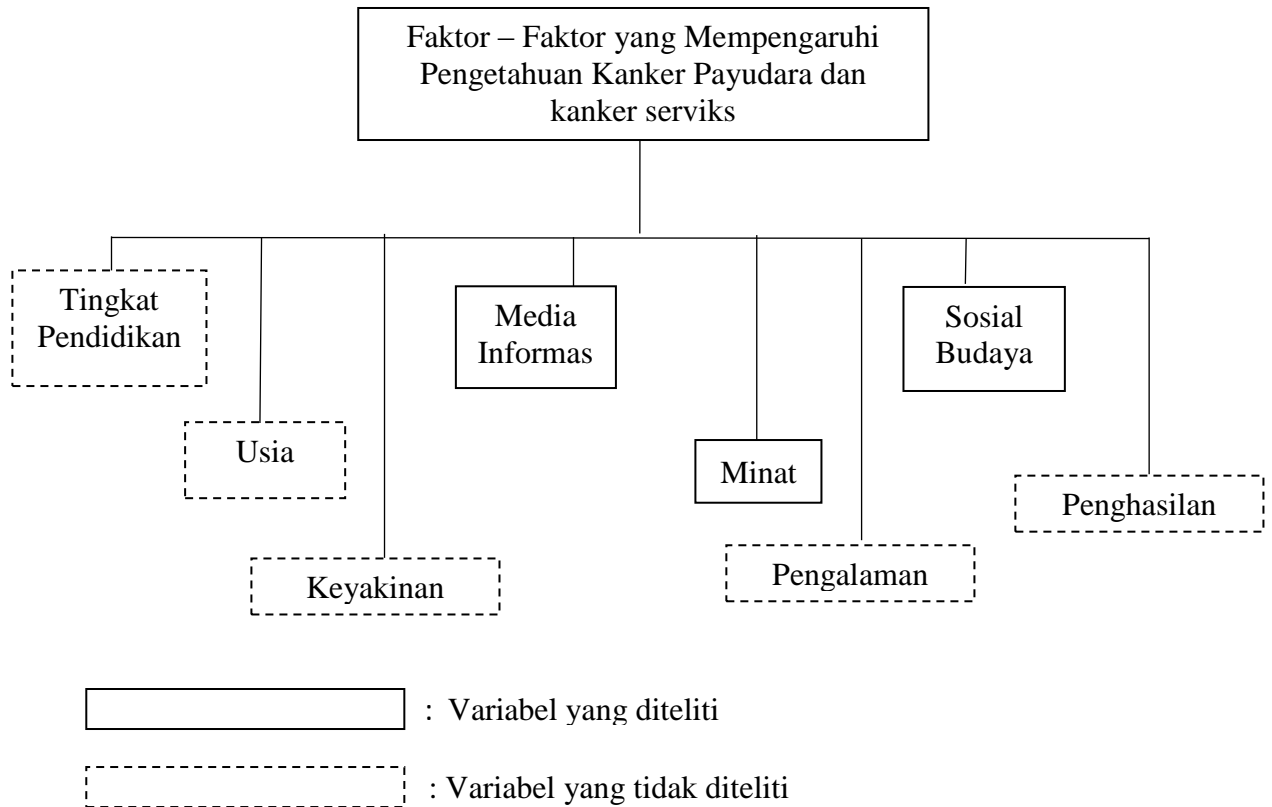 Faktor – Faktor yang Mempengaruhi
Pengetahuan Kanker Payudara dan
kanker serviks
Tingkat
Pendidikan
Media
Informas
Sosial
Budaya
Usia
Minat
Penghasilan
Keyakinan
Pengalaman
: Variabel yang diteliti
: Variabel yang tidak diteliti